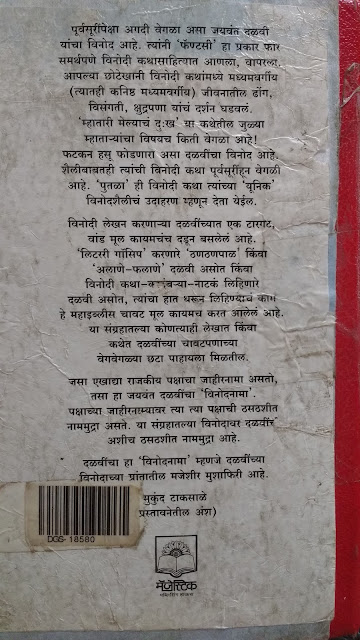 पूर्वसूरींपेक्षा अगदी वेगळा असा जयवंत दळवी
यांचा विनोद आहे. त्यांनी 'फॅण्टसी' हा प्रकार फार
समर्थपणे विनोदी कथासाहित्यात आणला, वापरला.
आपल्या छोटेखानी विनोदी कथांमध्ये मध्यमवर्गीय
(त्यातही कनिष्ठ मध्यमवर्गीय) जीवनातील ढोंग,
विसंगती, क्षुद्रपणा यांचं दर्शन घडवलं.
'म्हातारी मेल्याचं दुःख' या कथेतील जुळ्या
म्हाताऱ्यांचा विषयच किती वेगळा आहे!
फटकन हसू फोडणारा असा दळवींचा विनोद आहे.
शैलीबाबतही त्यांची विनोदी कथा पूर्वसूरींहून वेगळी
आहे. 'पुतळा' ही विनोदी कथा त्यांच्या 'युनिक'
विनोदशैलीचं उदाहरण म्हणून देता येईल.
विनोदी लेखन करणाऱ्या दळवींच्यात एक टारगट,
वांड मूल कायमचंच दडून बसलेलं आहे.
'लिटररी गॉसिप' करणारे 'ठणठणपाळ' किंवा
'अलाणे-फलाणे' दळवी असोत किंवा
विनोदी कथा-कादंबऱ्या-नाटकं लिहिणारे
दळवी असोत, त्यांचा हात धरून लिहिण्याचं काम
हे महाइब्लीस चावट मूल कायमच करत आलेलं आहे.
या संग्रहातल्या कोणत्याही लेखात किंवा
कथेत दळवींच्या चावटपणाच्या
वेगवेगळ्या छटा पाहायला मिळतील.
जसा एखाद्या राजकीय पक्षाचा जाहीरनामा असतो,
तसा हा जयवंत दळवींचा 'विनोदनामा'.
पक्षाच्या जाहीरनाम्यावर त्या त्या पक्षाची ठसठशीत
नाममुद्रा असते. या संग्रहातल्या विनोदावर दळवींची
अशीच ठसठशीत नाममुद्रा आहे.
दळवींचा हा 'विनोदनामा' म्हणजे दळवींच्या
विनोदाच्या प्रांतातील मजेशीर मुशाफिरी आहे.
मुकुंद टाकसाळे
प्रस्तावनेतील अंश)
DGS- 18580
मॅजेस्टिक